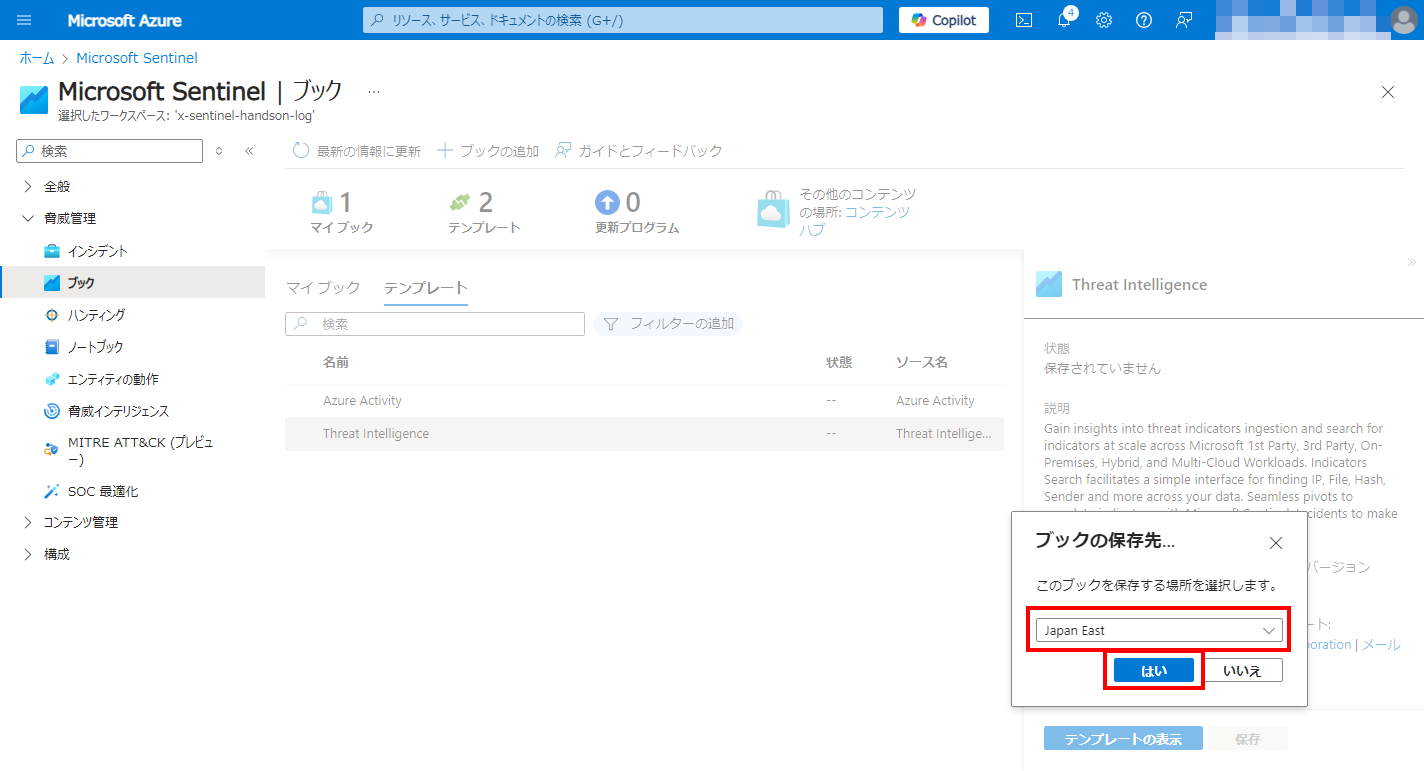 Microsoft Azure
リソース、サービス、ドキュメントの検索 (G+/)
Copilot
4
ホーム > Microsoft Sentinel
Microsoft Sentinel | ブック ...
選択したワークスペース: 'x-sentinel-handson-log'
検索
全般
脅威管理
インシデント
ブック
ハンティング
ノートブック
エンティティの動作
脅威インテリジェンス
MITRE ATT&CK (プレビュ
ー)
SOC 最適化
コンテンツ管理
構成
最新の情報に更新 ブックの追加 ガイドとフィードバック
1
マイ ブック
2
テンプレート
0
更新プログラム
その他のコンテンツ
の場所: コンテンツ
ハブ
マイ ブック テンプレート
検索
フィルターの追加
名前 状態 ソース名
Azure Activity -- Azure Activity
Threat Intelligence -- Threat Intellige...
Threat Intelligence
状態
保存されていません
説明
Gain insights into threat indicators ingestion and search for
indicators at scale across Microsoft 1st Party, 3rd Party, On-
Premises, Hybrid, and Multi-Cloud Workloads. Indicators
Search facilitates a simple interface for finding IP, File, Hash,
Sender and more across your data. Seamless pivots to
cidents to make
バージョン
ート:
poration | メール
ブックの保存先...
このブックを保存する場所を選択します。
Japan East
はい いいえ
テンプレートの表示 保存